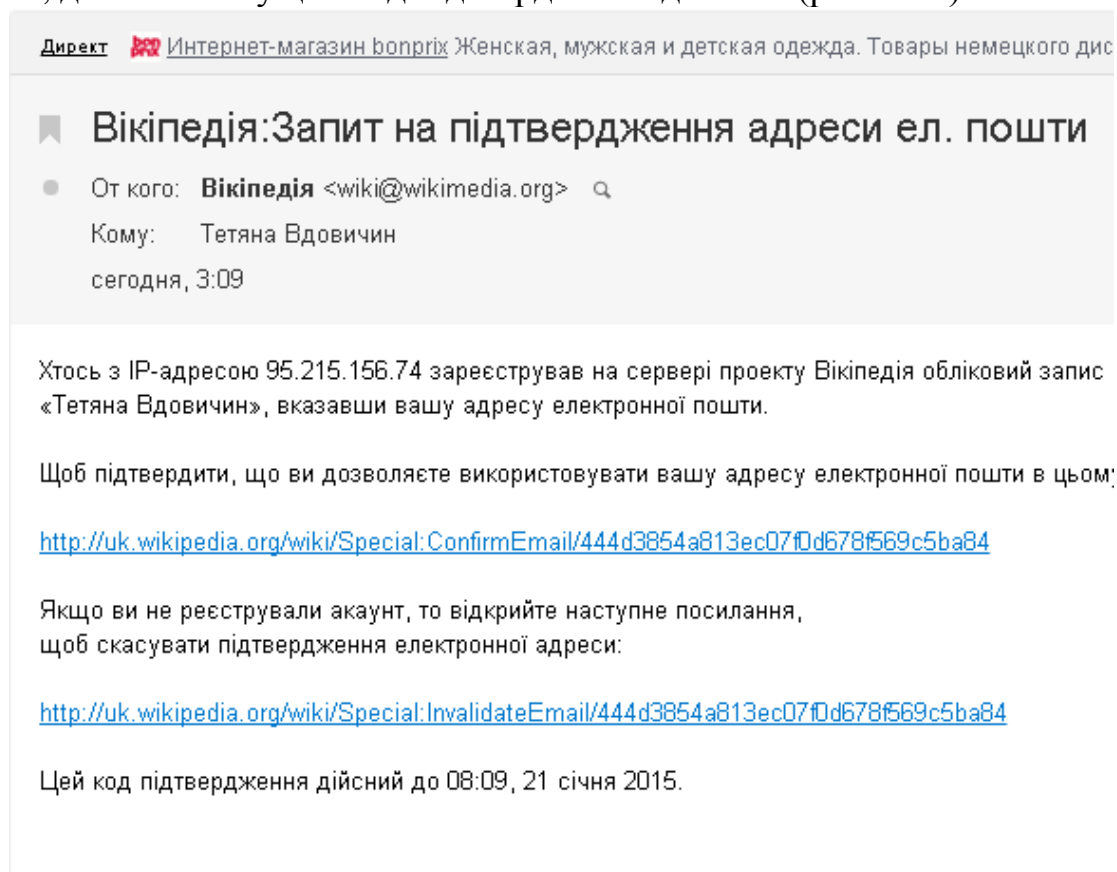 Директ Интернет-магазин bonprix Женская, мужская и детская одежда. Товары немецкого дис
Вікіпедія:Запит на підтвердження адреси ел. пошти
От кого: Вікіпедія <wiki@wikimedia.org>
Кому: Тетяна Вдовичин
сегодня, 3:09
Хтось з IP-адресою 95.215.156.74 зареєстрував на сервері проекту Вікіпедія обліковий запис
«Тетяна Вдовичин», вказавши вашу адресу електронної пошти.
Щоб підтвердити, що ви дозволяєте використовувати вашу адресу електронної пошти в цьому
http://uk.wikipedia.org/wiki/Special:ConfirmEmail/444d3854a813ec07f0d678f569c5ba84
Якщо ви не реєстрували акаунт, то відкрийте наступне посилання,
щоб скасувати підтвердження електронної адреси:
http://uk.wikipedia.org/wiki/Special:InvalidateEmail/444d3854a813ec07f0d678f569c5ba84
Цей код підтвердження дійсний до 08:09, 21 січня 2015.